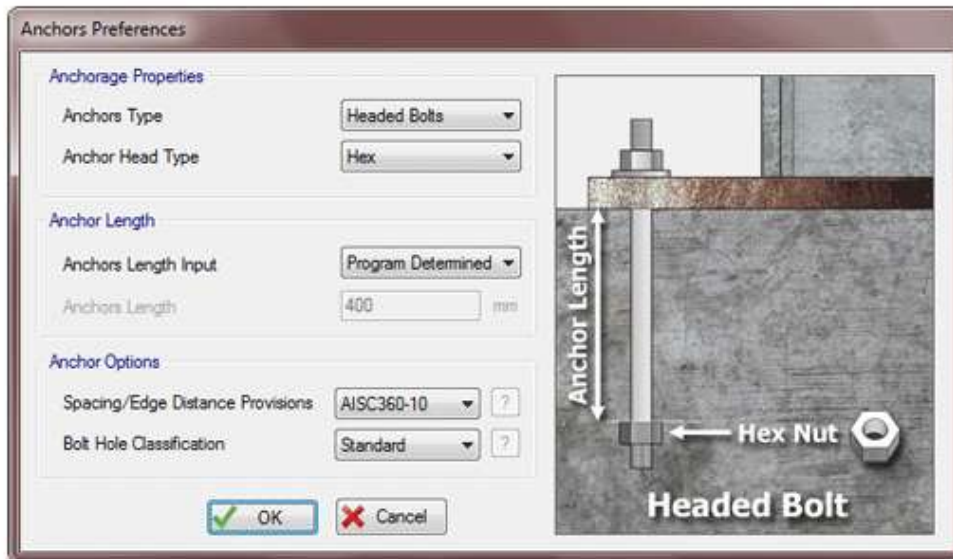 Anchors Preferences
Anchorage Properties
Anchors Type
Headed Bolts
Anchor Head Type
Hex
Anchor Length
Anchors Length Input
Program Determined
Anchors Length
400
mm
Anchor Options
Spacing/Edge Distance Provisions
AISC360-10
?
Bolt Hole Classification
Standard
?
OK
Cancel
Anchor Length
Hex Nut
Headed Bolt